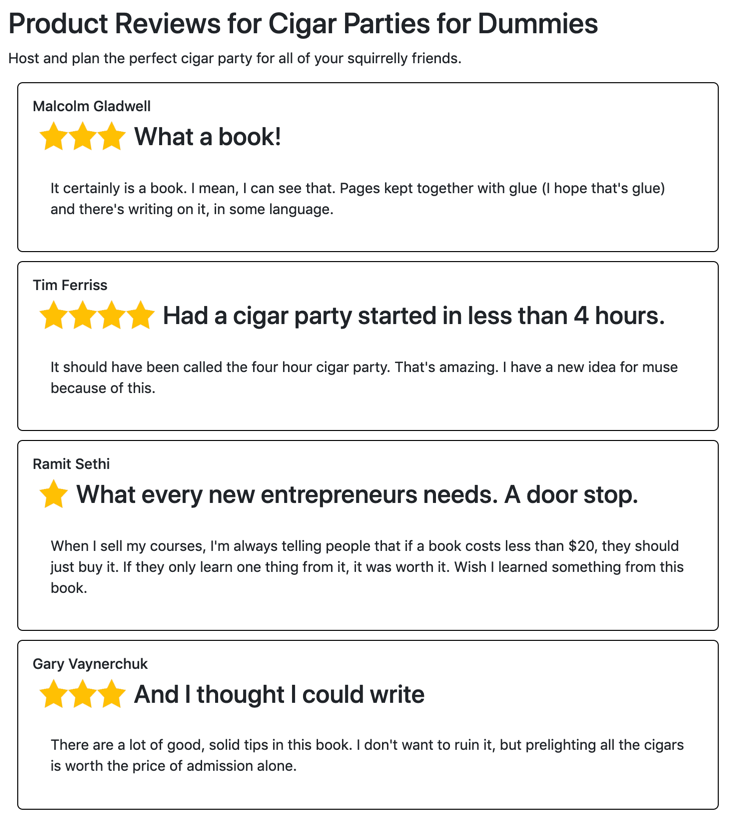 Product Reviews for Cigar Parties for Dummies
Host and plan the perfect cigar party for all of your squirrelly friends.
Malcolm Gladwell
What a book!
It certainly is a book. I mean, I can see that. Pages kept together with glue (I hope that's glue)
and there's writing on it, in some language.
Tim Ferriss
Had a cigar party started in less than 4 hours.
It should have been called the four hour cigar party. That's amazing. I have a new idea for muse
because of this.
Ramit Sethi
What every new entrepreneurs needs. A door stop.
When I sell my courses, I'm always telling people that if a book costs less than $20, they should
just buy it. If they only learn one thing from it, it was worth it. Wish I learned something from this
book.
Gary Vaynerchuk
And I thought I could write
There are a lot of good, solid tips in this book. I don't want to ruin it, but prelighting all the cigars
is worth the price of admission alone.